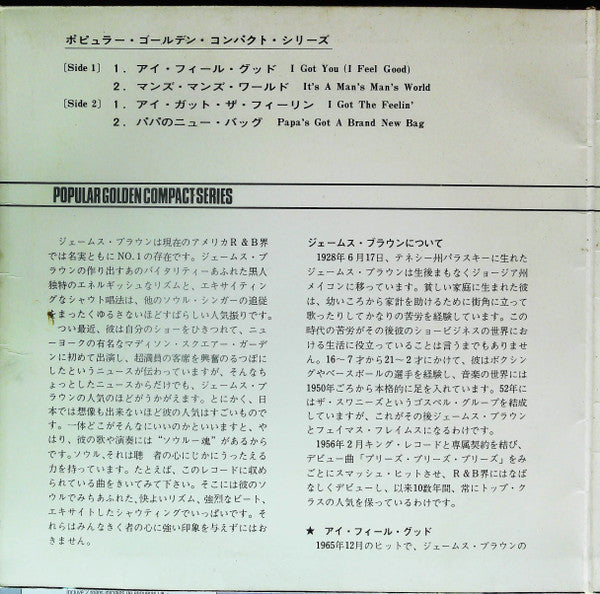 ポピュラー・ゴールデン・コンパクト・シリーズ
[Side 1] 1．アイ・フィール・グッド I Got You (I Feel Good)
2．マンズ・マンズ・ワールド It's A Man's Man's World
[Side 2] 1．アイ・ガット・ザ・フィーリン I Got The Feelin'
2．パパのニュー・バッグ Papa's Got A Brand New Bag
POPULAR GOLDEN COMPACT SERIES
ジェームス・ブラウンは現在のアメリカR＆B界
では名実ともにNO.1の存在です。ジェームス・ブ
ラウンの作り出すあのバイタリティーあふれた黒人
独特のエネルギッシュなリズムと、エキサイティン
グなシャウト唱法は、他のソウル・シンガーの追従
をまったくゆるさないほどすばらしい人気振りです。
つい最近、彼は自分のショーをひきつれて、ニュ
ーヨークの有名なマディソン・スクエアー・ガーデ
ンに初めて出演し、超満員の客席を興奮のるつぼに
したというニュースが伝わっていますが、そんなち
ょっとしたニュースからだけでも、ジェームス・ブ
ラウンの人気のほどがうかがえます。とにかく、日
本では想像も出来ないほど彼の人気はすごいもので
す。一体どこがそんなにいいのかといいますと、や
はり、彼の歌や演奏には“ソウル一魂”があるから
です。ソウル、それは聴 者の心にじかにうったえる
力を持っています。たとえば、このレコードに収め
られている曲をきいてみて下さい。そこには彼のソ
ウルでみちあふれた、快よいリズム、強烈なビート、
エキサイトしたシャウティングでいっぱいです。そ
れらはみんなきく者の心に強い印象を与えずにはお
きません。
ジェームス・ブラウンについて
1928年6月17日、テネシー州パラスキーに生れた
ジェームス・ブラウンは生後まもなくジョージア州
メイコンに移っています。貧しい家庭に生まれた彼
は、幼いころから家計を助けるために街角に立って
歌ったりしてかなりの苦労を経験しています。この
時代の苦労がその後彼のショービジネスの世界にお
ける生活に役立っていることは言うまでもありませ
ん。16〜7才から21〜2才にかけて、彼はボクシン
グやベースボールの選手を経験し、音楽の世界には
1950年ごろから本格的に足を入れています。52年に
はザ・スワニーズというゴスペル・グループを結成
していますが、これがその後ジェームス・ブラウン
とフェイマス・フレイムスになるわけです。
1956年2月キング・レコードと専属契約を結び、
デビュー曲「プリーズ・プリーズ・プリーズ」をみ
ごとにスマッシュ・ヒットさせ、R＆B界にはなば
なしくデビューし、以来10数年間、常にトップ・ク
ラスの人気を保っているわけです。
★ アイ・フィール・グッド
1965年12月のヒットで、ジェームス・ブラウンの